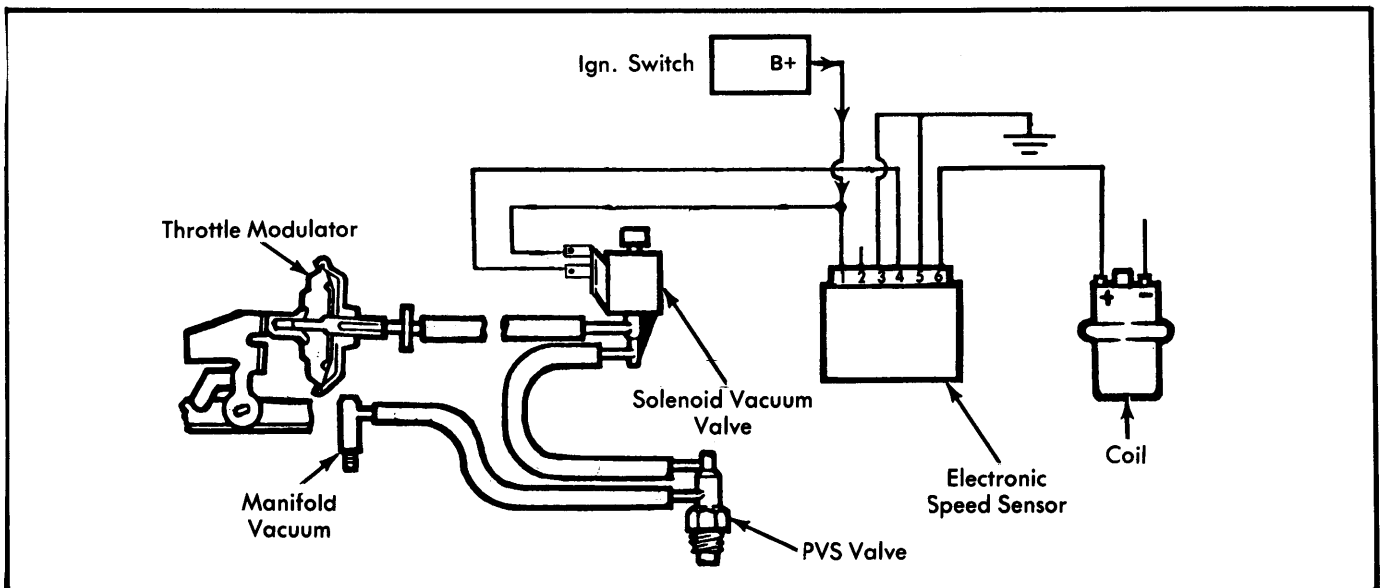 Ign. Switch
B+
Throttle Modulator
1 2 3 4 5 6
+ -
Solenoid Vacuum
Valve
Coil
Electronic
Speed Sensor
Manifold
Vacuum
PVS Valve